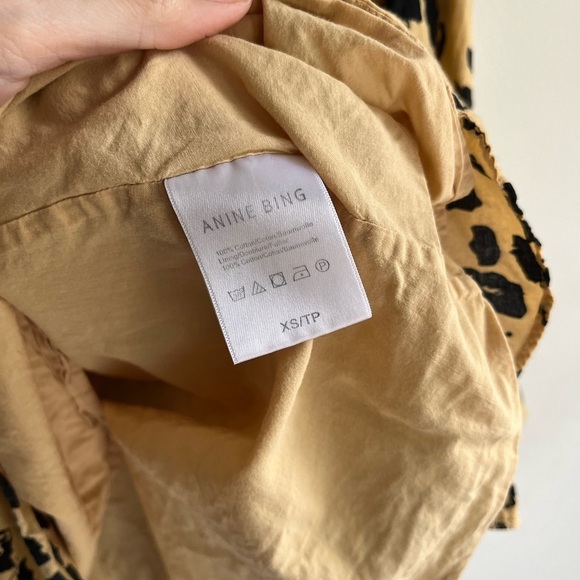 ANINE BING
100% Cotton/Coton/Baumwolle
Lining/Doublure/Futter
100% Cotton/Coton/Baumwolle
P
XS/TP